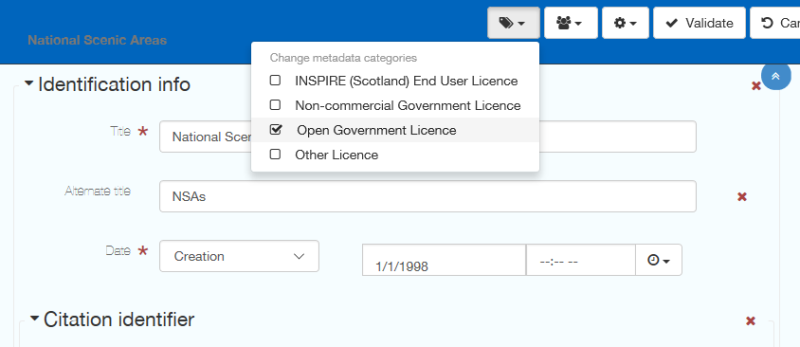 National Scenic Areas
Validate
Can
Change metadata categories
INSPIRE (Scotland) End User Licence
Non-commercial Government Licence
Open Government Licence
Other Licence
Identification info
Title * National Scen
Alternate title NSAs
Date * Creation 1/1/1998 --:-- --
Citation identifier